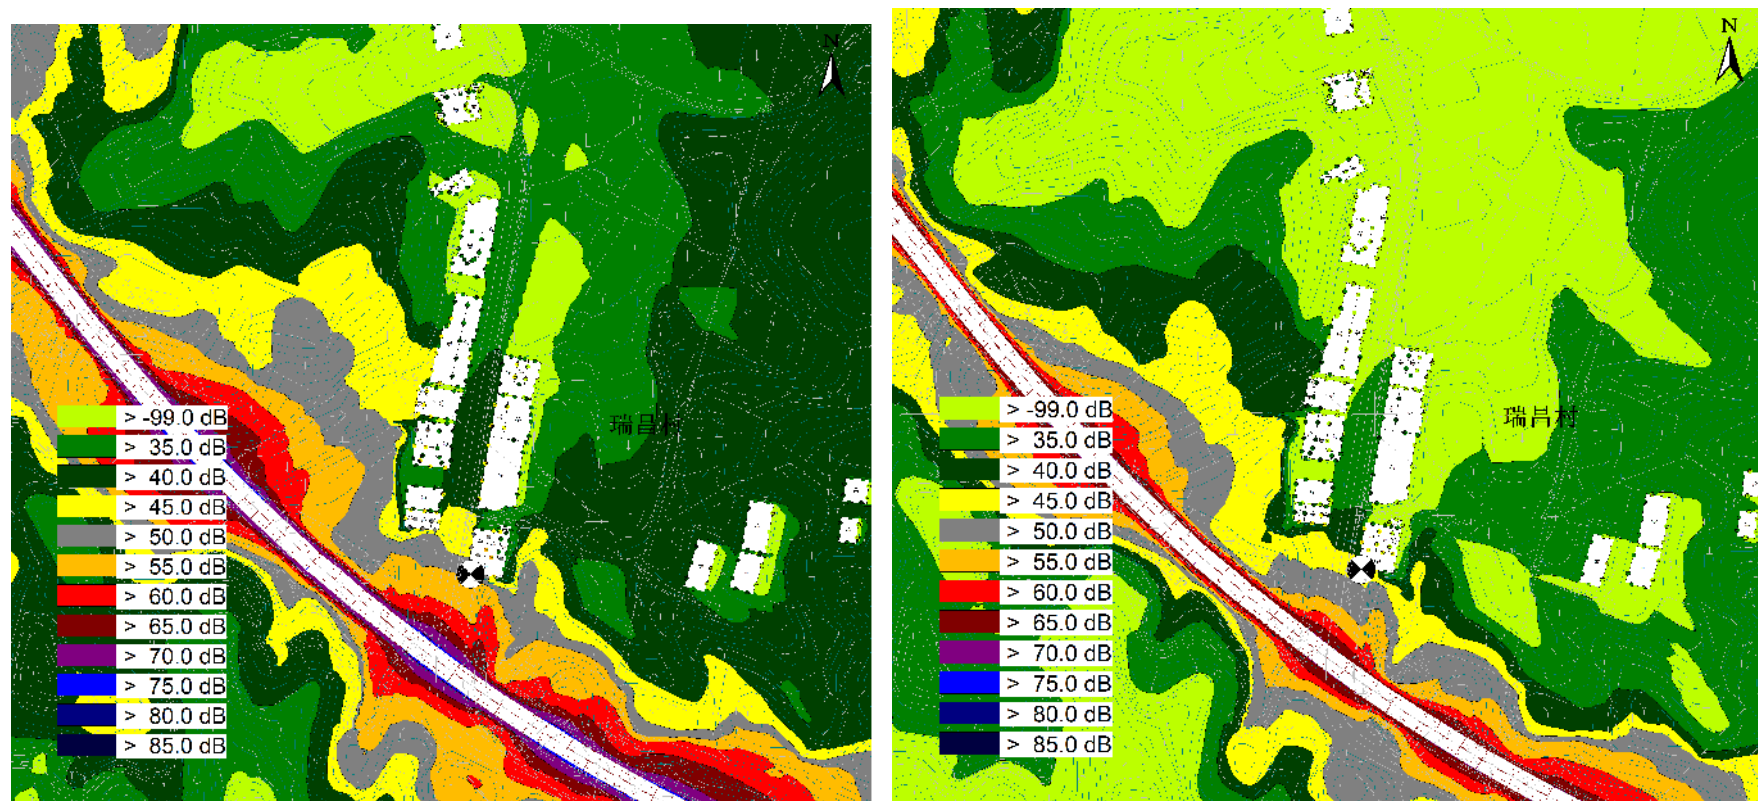 N
瑞昌村
> -99.0 dB
> 35.0 dB
> 40.0 dB
> 45.0 dB
> 50.0 dB
> 55.0 dB
> 60.0 dB
> 65.0 dB
> 70.0 dB
> 75.0 dB
> 80.0 dB
> 85.0 dB
N
瑞昌村
> -99.0 dB
> 35.0 dB
> 40.0 dB
> 45.0 dB
> 50.0 dB
> 55.0 dB
> 60.0 dB
> 65.0 dB
> 70.0 dB
> 75.0 dB
> 80.0 dB
> 85.0 dB